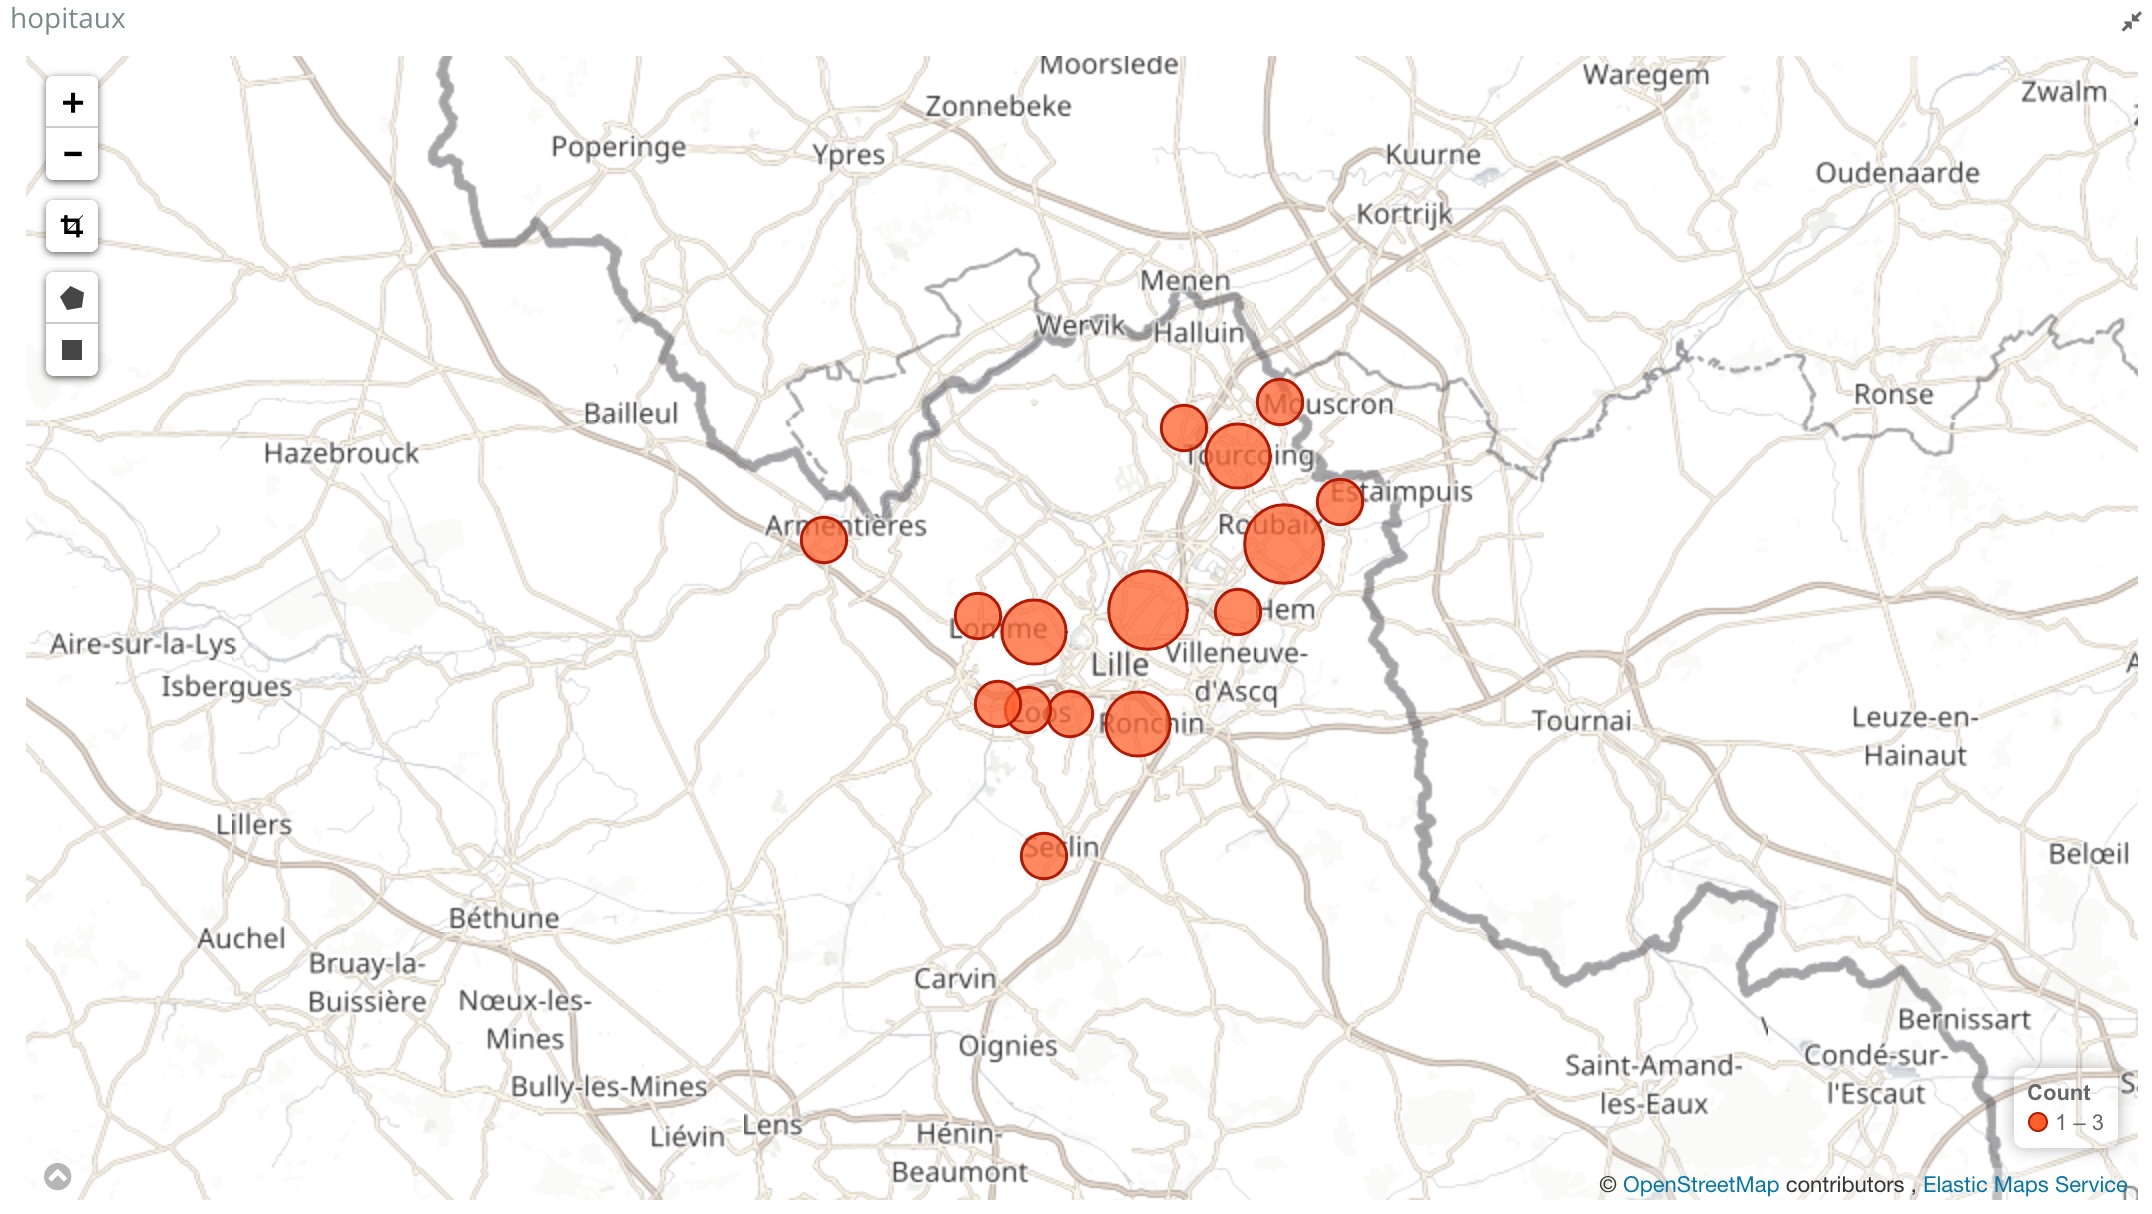 hopitaux
Moorslede
Waregem
Zwalm
Zonnebeke
Poperinge
Ypres
Kuurne
Oudenaarde
Kortrijk
Menen
Wervik
Halluin
Ronse
Mouscron
Bailleul
Hazebrouck
Tourcoing
Estaimpuis
Armentières
Roubaix
Hem
Lomme
Aire-sur-la-Lys
Villeneuve-
d'Ascq
Lille
Isbergues
Loos
Ronchin
Tournai
Leuze-en-
Hainaut
Lillers
Seclin
Belœil
Béthune
Auchel
Bruay-la-
Buissière
Carvin
Nœux-les-
Mines
Bernissart
Oignies
Condé-sur-
l'Escaut
Saint-Amand-
les-Eaux
Bully-les-Mines
Count
1 – 3
Lens
Liévin
Hénin-
Beaumont
© OpenStreetMap contributors , Elastic Maps Service